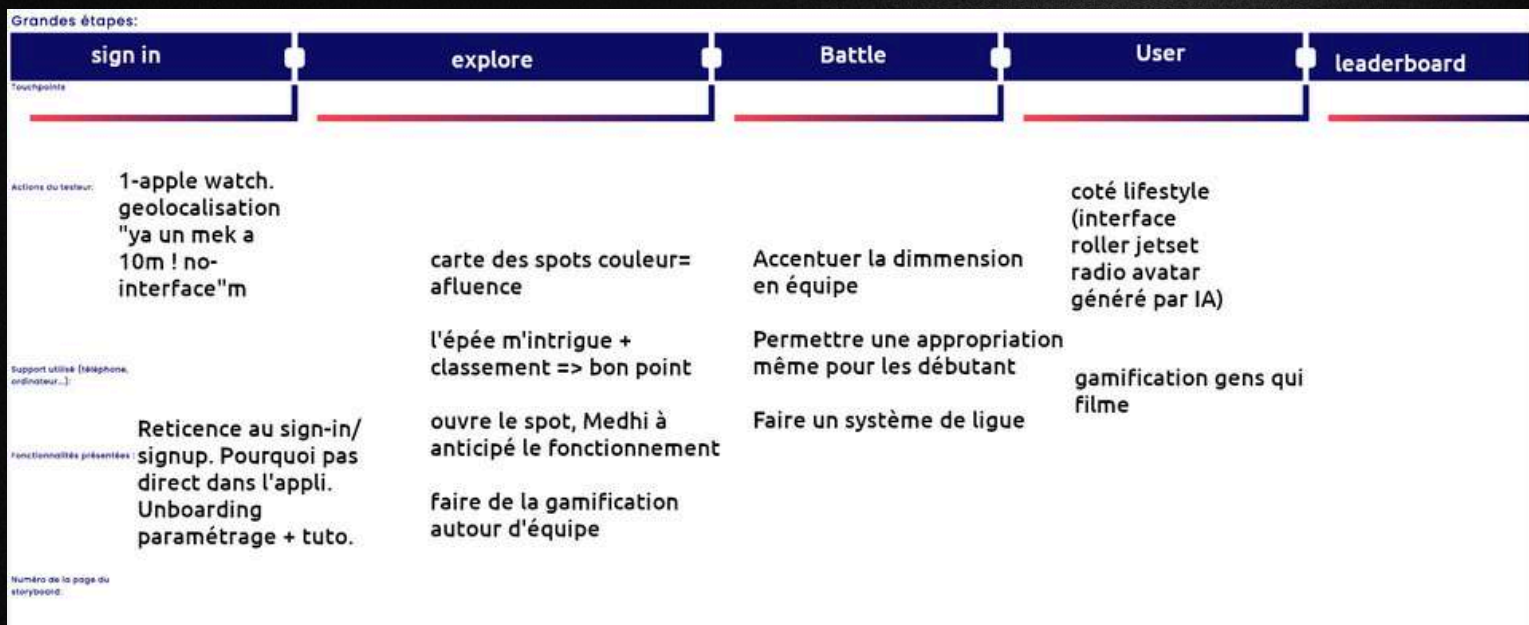 Grandes étapes:
sign in
explore
Battle
User
leaderboard
Touchpoints
Actions du testeur:
1-apple watch.
geolocalisation
"ya un mek a
10m ! no-
interface"m
carte des spots couleur=
afluence
l'épée m'intrigue +
classement => bon point
ouvre le spot, Medhi à
anticipé le fonctionnement
faire de la gamification
autour d'équipe
Accentuer la dimmension
en équipe
Permettre une appropriation
même pour les débutant
Faire un système de ligue
coté lifestyle
(interface
roller jetset
radio avatar
généré par IA)
gamification gens qui
filme
Support utilisé (téléphone,
ordinateur...):
Fonctionnalités présentées :
Reticence au sign-in/
signup. Pourquoi pas
direct dans l'appli.
Unboarding
paramétrage + tuto.
Numéro de la page du
storyboard: